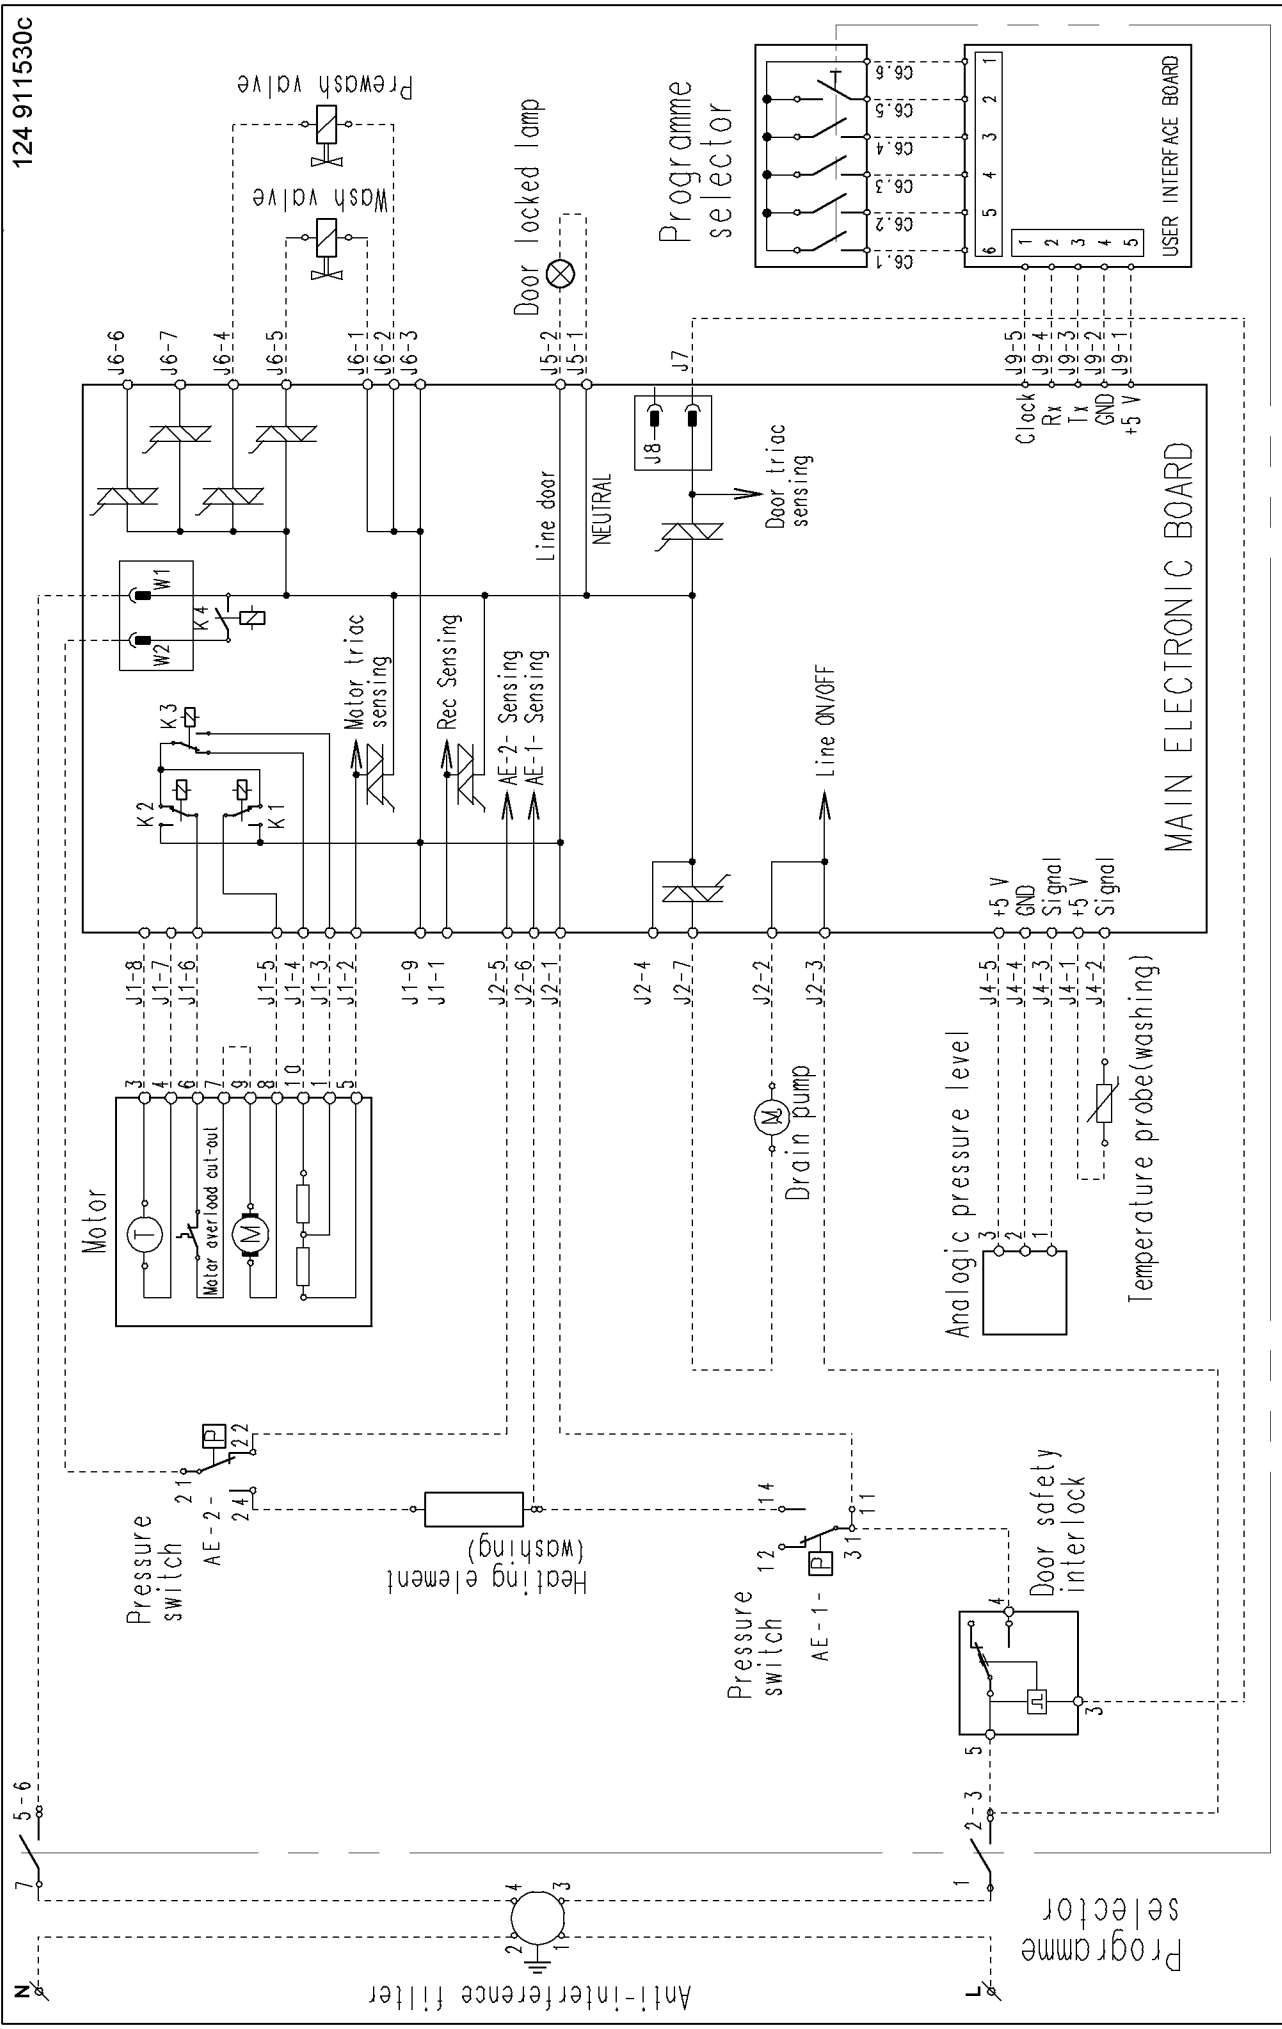 124 911530c
Prewash valve
Wash valve
Door locked lamp
Programme
selector
C6.6
C6.5
C6.4
C6.3
C6.2
C6.1
1
2
3
4
5
6
1
2
3
4
5
USER INTERFACE BOARD
J6-6
J6-7
J6-4
J6-5
J6-1
J6-2
J6-3
J5-2
J5-1
J7
J9-5
J9-4
J9-3
J9-2
J9-1
Clock
Rx
Tx
GND
+5 V
J8
Line door
NEUTRAL
Door triac
sensing
W1
W2
K4
K3
K2
K1
Motor triac
sensing
Rec Sensing
AE-2- Sensing
AE-1- Sensing
Line ON/OFF
MAIN ELECTRONIC BOARD
+5 V
GND
Signal
+5 V
Signal
J1-8
J1-7
J1-6
J1-5
J1-4
J1-3
J1-2
J1-9
J1-1
J2-5
J2-6
J2-1
J2-4
J2-7
J2-2
J2-3
J4-5
J4-4
J4-3
J4-1
J4-2
Motor
3
4
6
7
9
8
10
1
5
T
Motor overload cut-out
M
M
Drain pump
Analogic pressure level
3
2
1
Temperature probe(washing)
Pressure
switch
AE-2-
21
22
24
P
Heating element
(washing)
Pressure
switch
AE-1-
14
12
11
31
P
Door safety
interlock
4
5
3
7
5-6
1
2-3
Programme
selector
N
L
4
3
2
1
Anti-interference filter